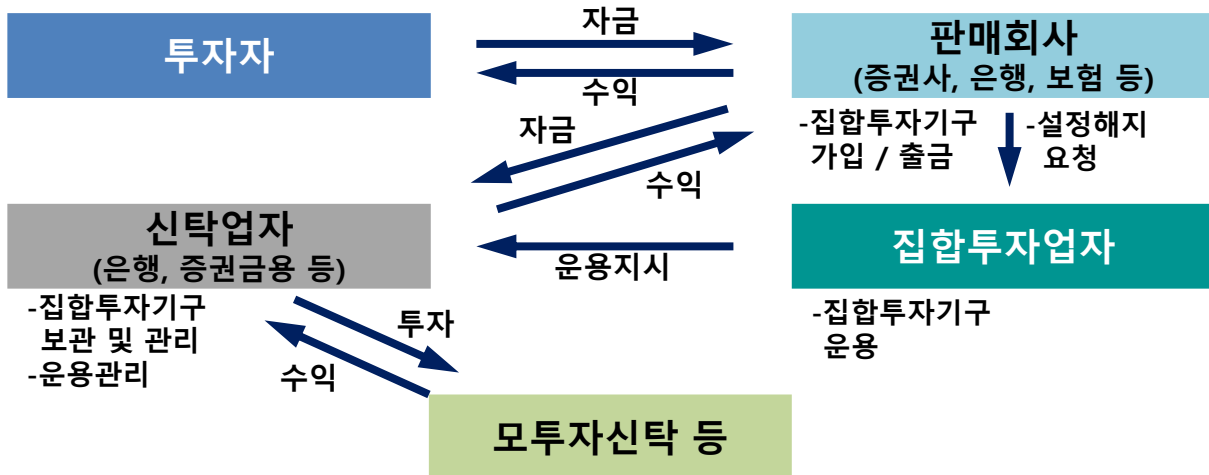 투자자
자금
수익
판매회사
(증권사, 은행, 보험 등)
-집합투자기구
가입 / 출금
-설정해지
요청
자금
수익
신탁업자
(은행, 증권금용 등)
-집합투자기구
보관 및 관리
-운용관리
운용지시
집합투자업자
-집합투자기구
운용
투자
수익
모투자신탁 등